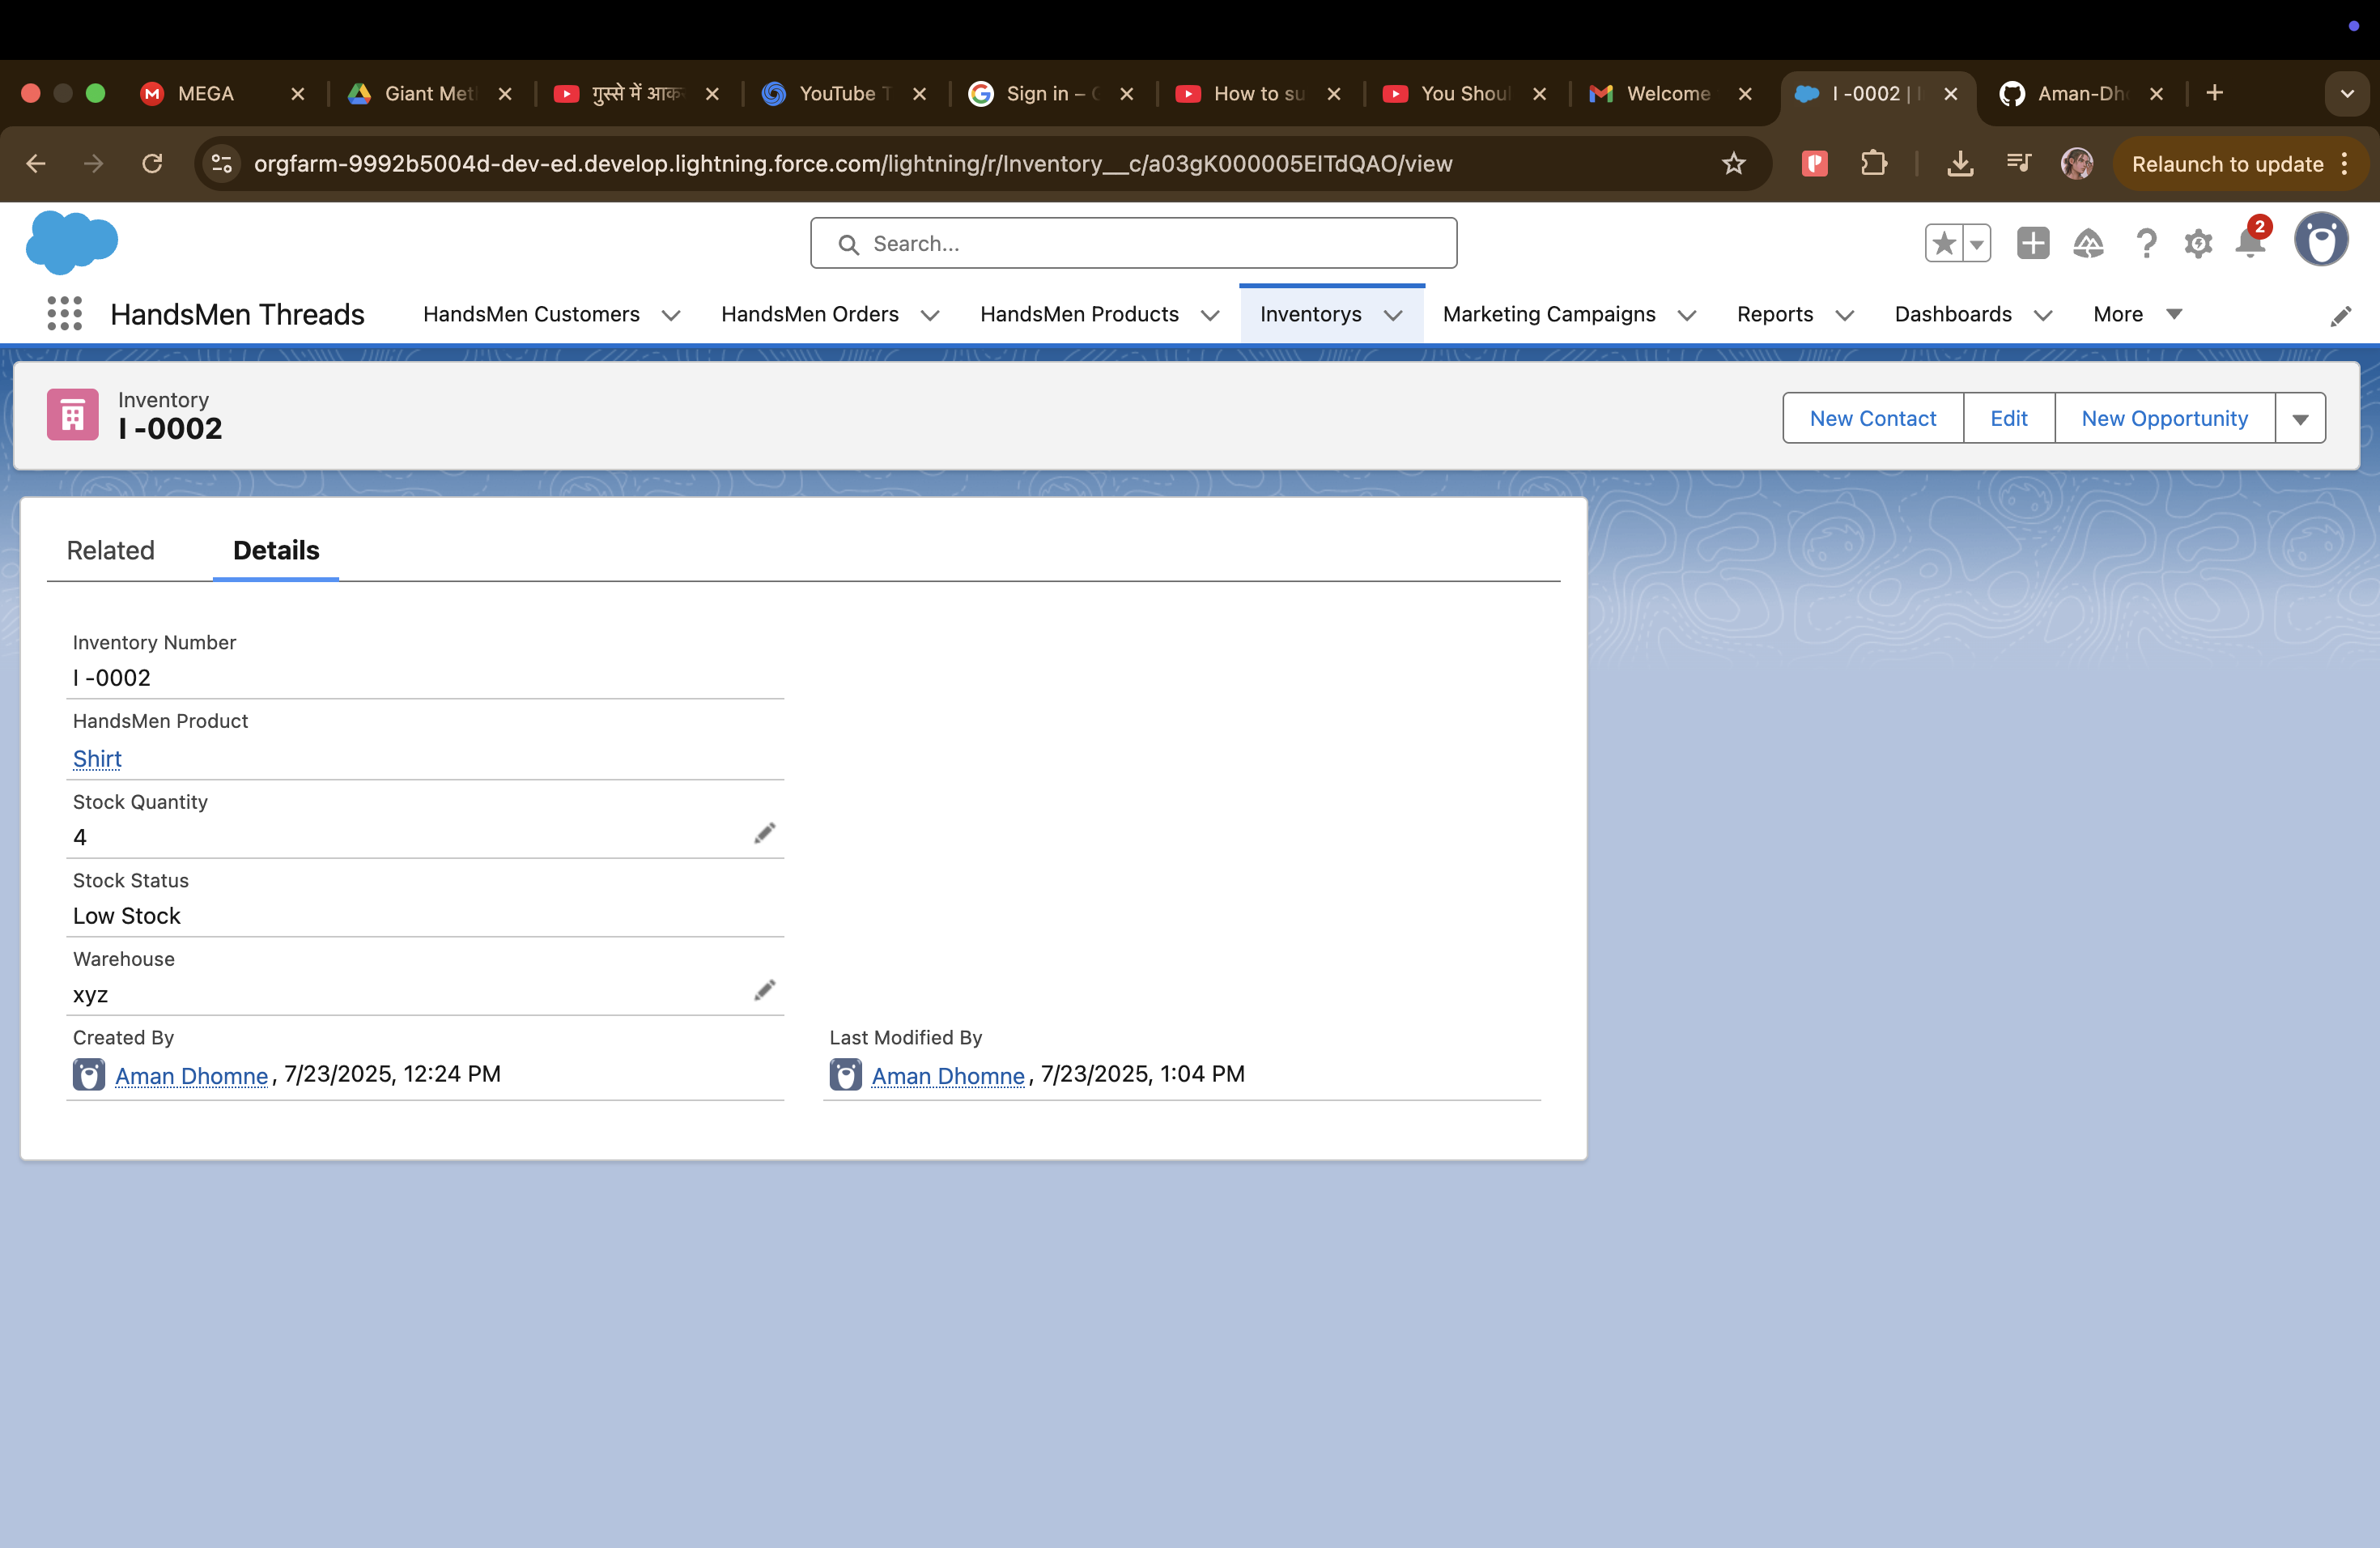 MEGA
Giant Met
गुस्से में आक
YouTube T
Sign in –
How to su
You Shoul
Welcome
I -0002 |
Aman-Dh
orgfarm-9992b5004d-dev-ed.develop.lightning.force.com/lightning/r/Inventory__c/a03gK000005EITdQAO/view
Relaunch to update
Search...
2
HandsMen Threads
HandsMen Customers
HandsMen Orders
HandsMen Products
Inventorys
Marketing Campaigns
Reports
Dashboards
More
Inventory
I -0002
New Contact
Edit
New Opportunity
Related
Details
Inventory Number
I -0002
HandsMen Product
Shirt
Stock Quantity
4
Stock Status
Low Stock
Warehouse
xyz
Created By
Last Modified By
Aman Dhomne, 7/23/2025, 12:24 PM
Aman Dhomne, 7/23/2025, 1:04 PM